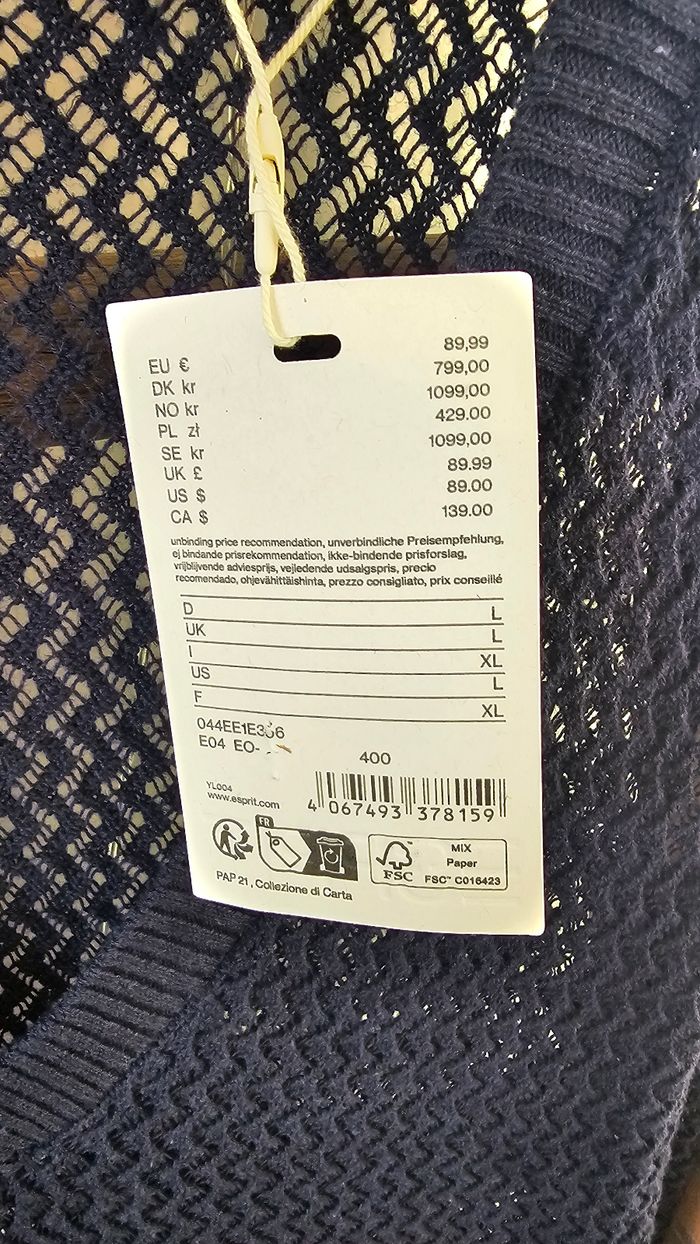 EU € 89,99
DK kr 799,00
NO kr 1099,00
PL zł 429.00
SE kr 1099,00
UK £ 89.99
US $ 89.00
CA $ 139.00
unbinding price recommendation, unverbindliche Preisempfehlung,
ej bindande prisrekommendation, ikke-bindende prisforslag,
vrijblijvende adviesprijs, vejledende udsalgspris, precio
recomendado, ohjevähittäishinta, prezzo consigliato, prix conseillé
D L
UK L
I XL
US L
F XL
E04 EO-
400
YL004
www.esprit.com
4 067493 378159
FR
MIX
Paper
FSC™ C016423
FSC
PAP 21, Collezione di Carta